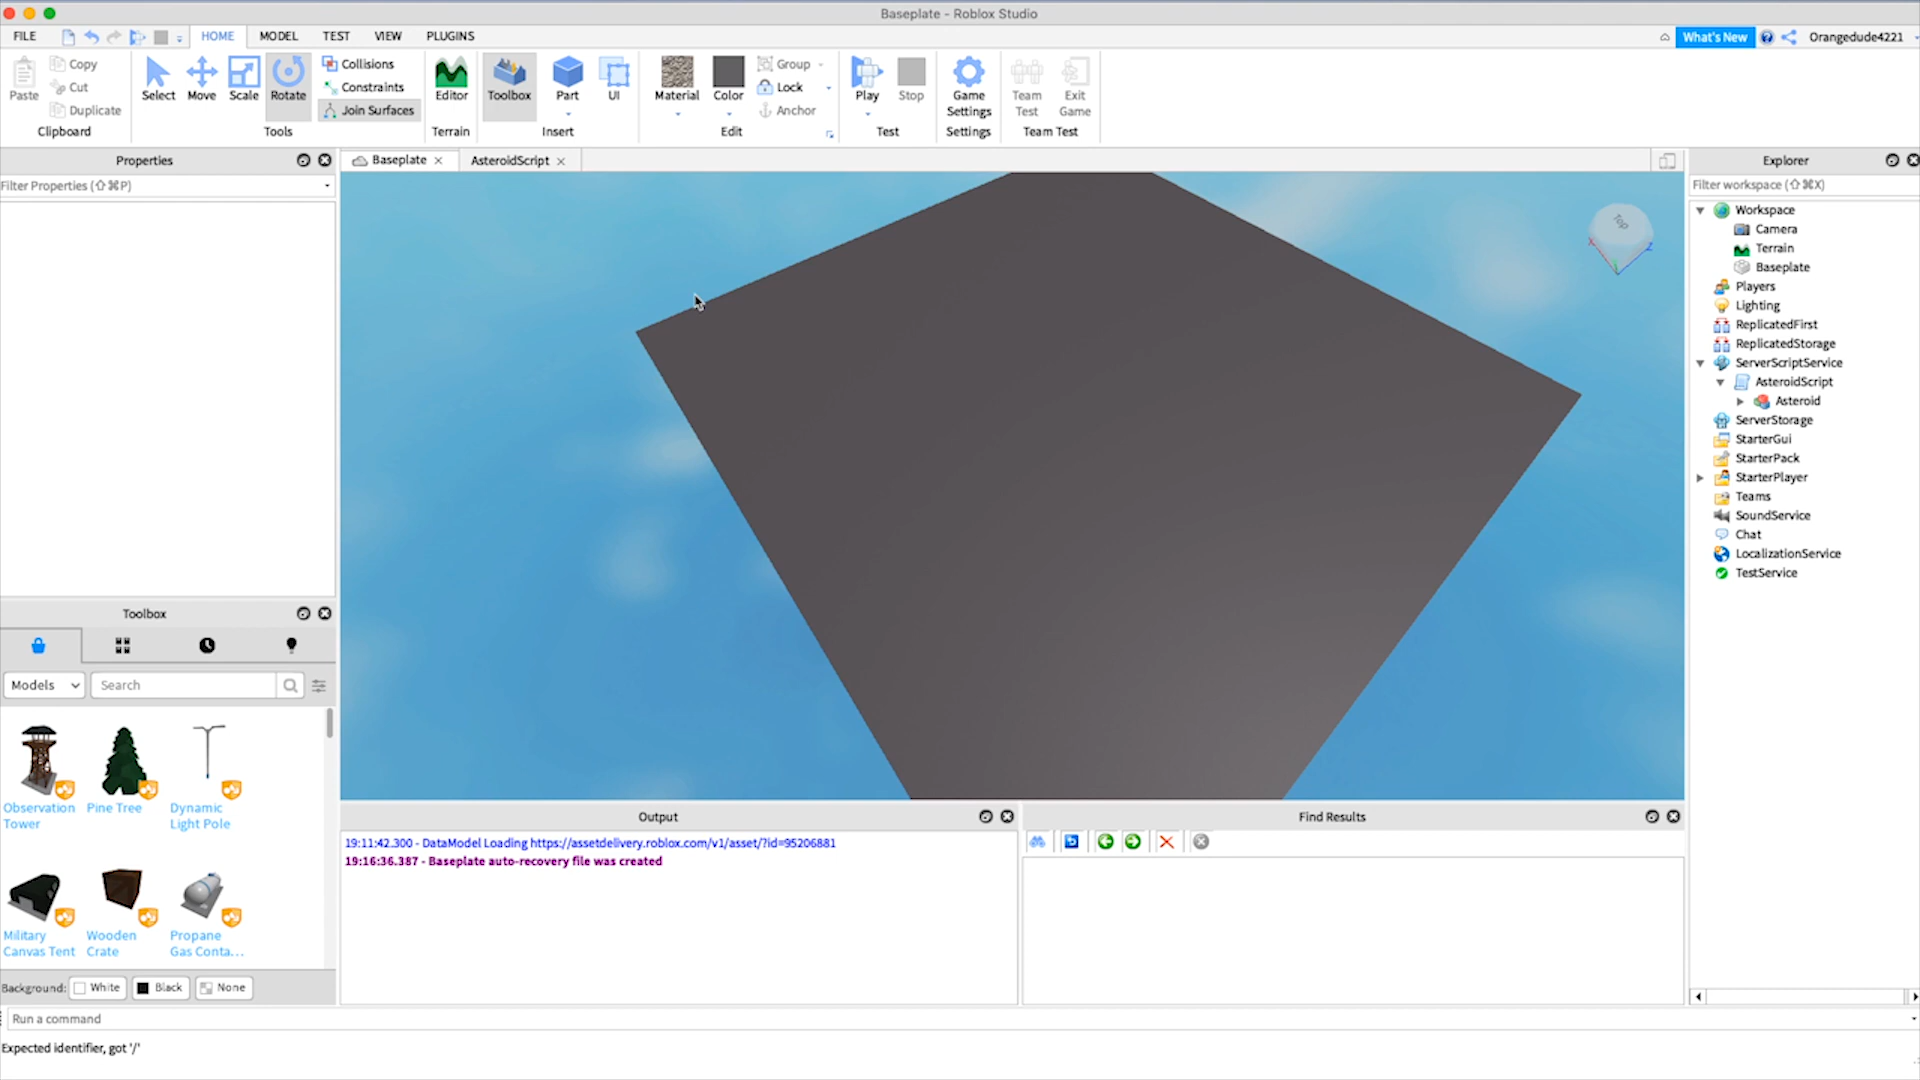 Baseplate - Roblox Studio
FILE HOME MODEL TEST VIEW PLUGINS What's New Orangedude4221
Paste Copy Cut Duplicate
Clipboard
Select Move Scale Rotate Collisions Constraints Join Surfaces
Tools
Editor
Terrain
Toolbox Part UI
Insert
Material Color Group Lock Anchor
Edit
Play Stop
Test
Game Settings
Settings
Team Test Exit Game
Team Test
Properties
Filter Properties (⇧⌘P)
Baseplate AsteroidScript
Top
X Z
Explorer
Filter workspace (⇧⌘X)
Workspace
Camera
Terrain
Baseplate
Players
Lighting
ReplicatedFirst
ReplicatedStorage
ServerScriptService
AsteroidScript
Asteroid
ServerStorage
StarterGui
StarterPack
StarterPlayer
Teams
SoundService
Chat
LocalizationService
TestService
Toolbox
Models Search
Observation Tower
Pine Tree
Dynamic Light Pole
Military Canvas Tent
Wooden Crate
Propane Gas Conta...
Background: White Black None
Output
19:11:42.300 - DataModel Loading https://assetdelivery.roblox.com/v1/asset/?id=95206881
19:16:36.387 - Baseplate auto-recovery file was created
Find Results
Run a command
Expected identifier, got '/'